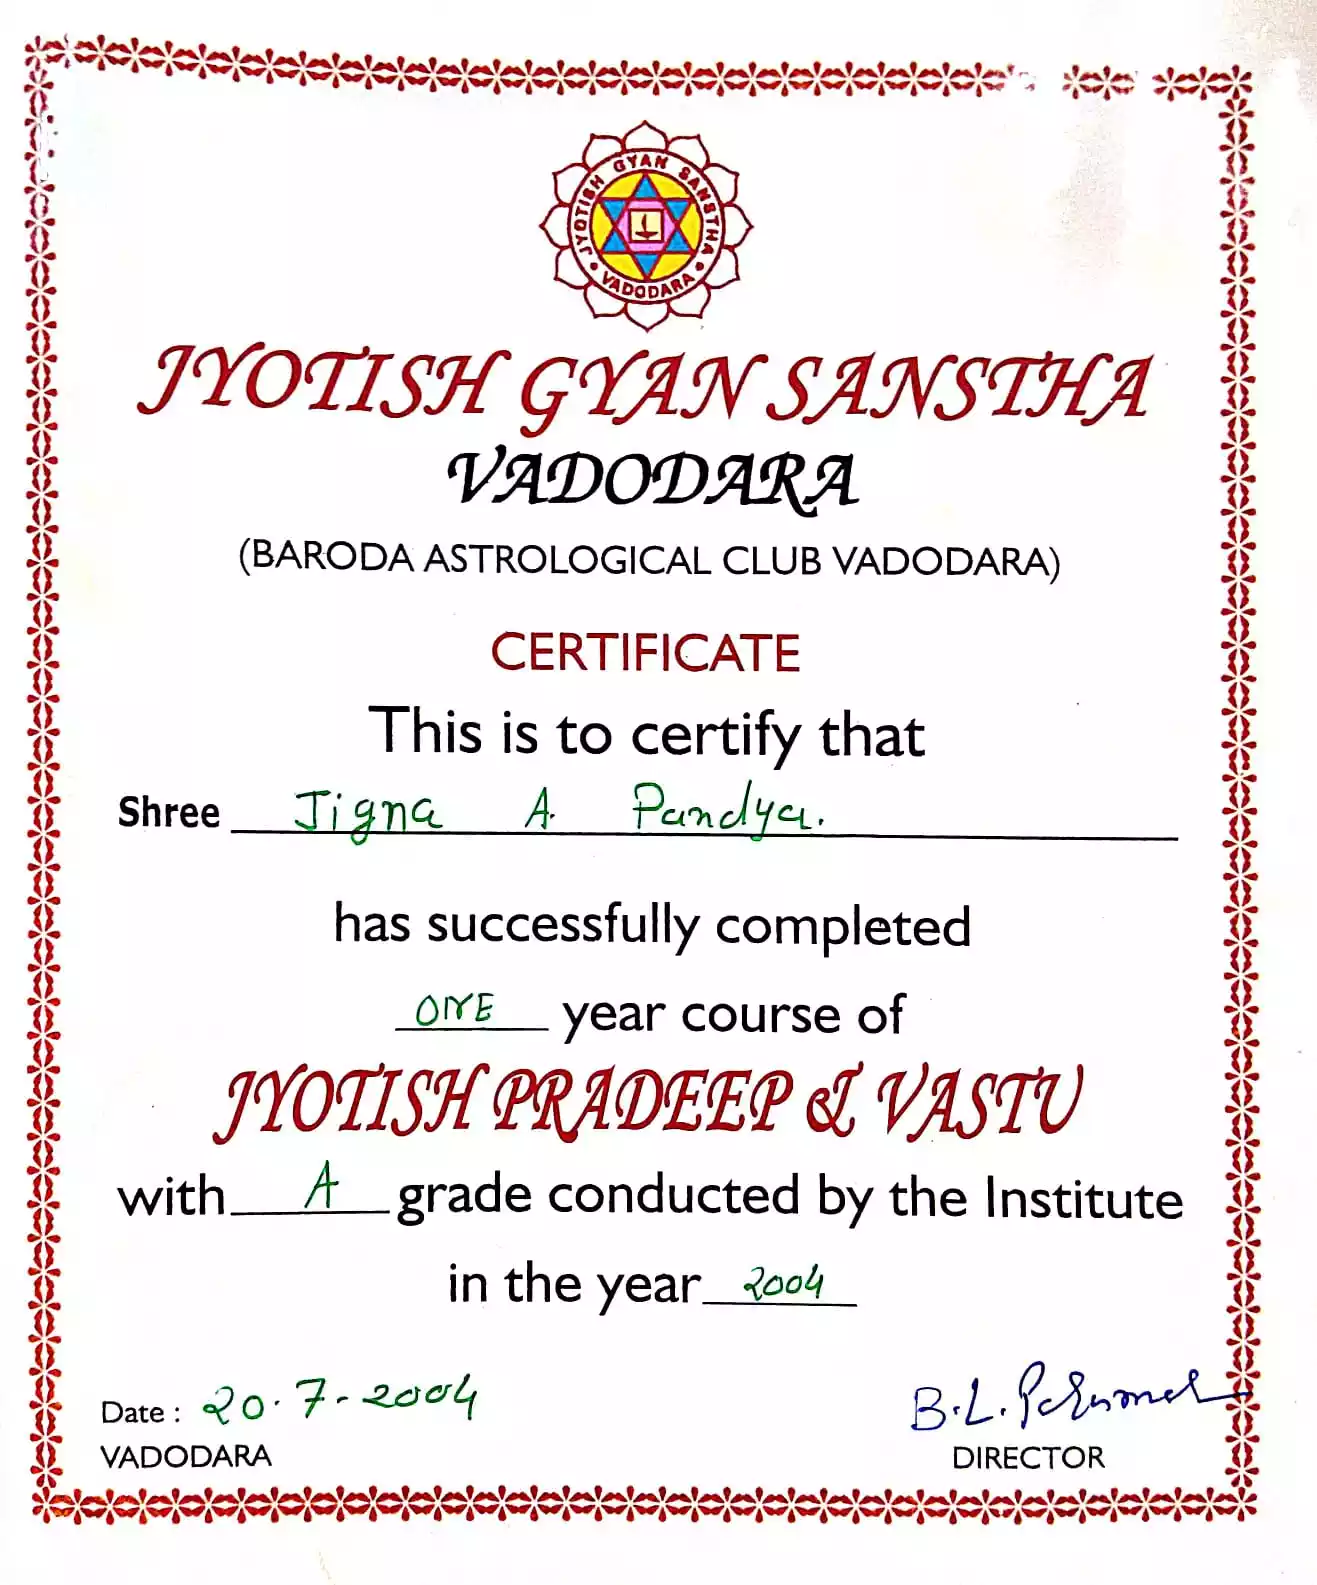 JYOTISH GYAN SANSTHA
VADODARA
JYOTISH GYAN SANSTHA
VADODARA
(BARODA ASTROLOGICAL CLUB VADODARA)
CERTIFICATE
This is to certify that
Shree Jigna A. Pandya.
has successfully completed
ONE year course of
JYOTISH PRADEEP & VASTU
with A grade conducted by the Institute
in the year 2004
Date : 20.7-2004
B.L.
VADODARA
DIRECTOR